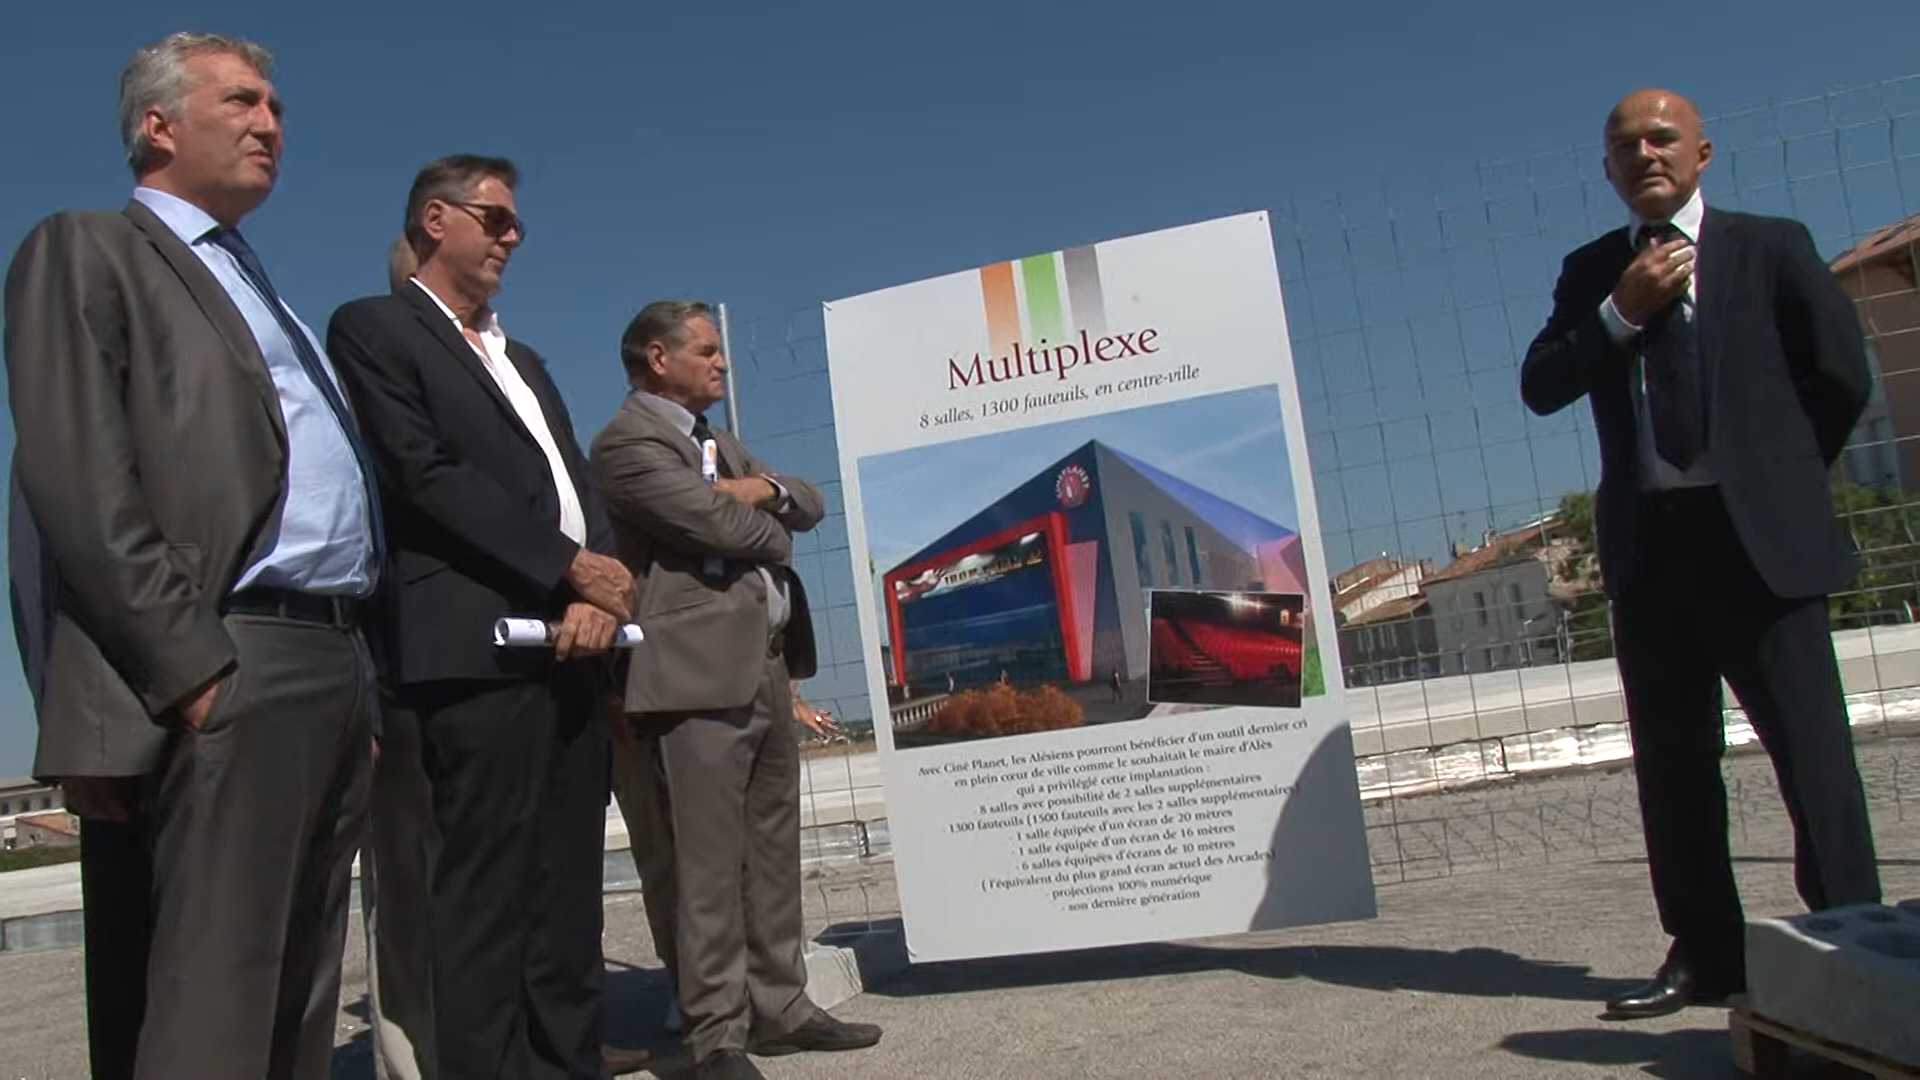 Multiplexe
8 salles, 1300 fauteuils, en centre-ville
CINEPLANET
Avec Ciné Planet, les Alésiens pourront bénéficier d'un outil dernier cri
en plein cœur de ville comme le souhaitait le maire d'Alès
qui a privilégié cette implantation :
- 8 salles avec possibilité de 2 salles supplémentaires
- 1300 fauteuils (1500 fauteuils avec les 2 salles supplémentaires)
- 1 salle équipée d'un écran de 20 mètres
- 1 salle équipée d'un écran de 16 mètres
- 6 salles équipées d'écrans de 10 mètres
( l'équivalent du plus grand écran actuel des Arcades)
- projections 100% numérique
- son dernière génération